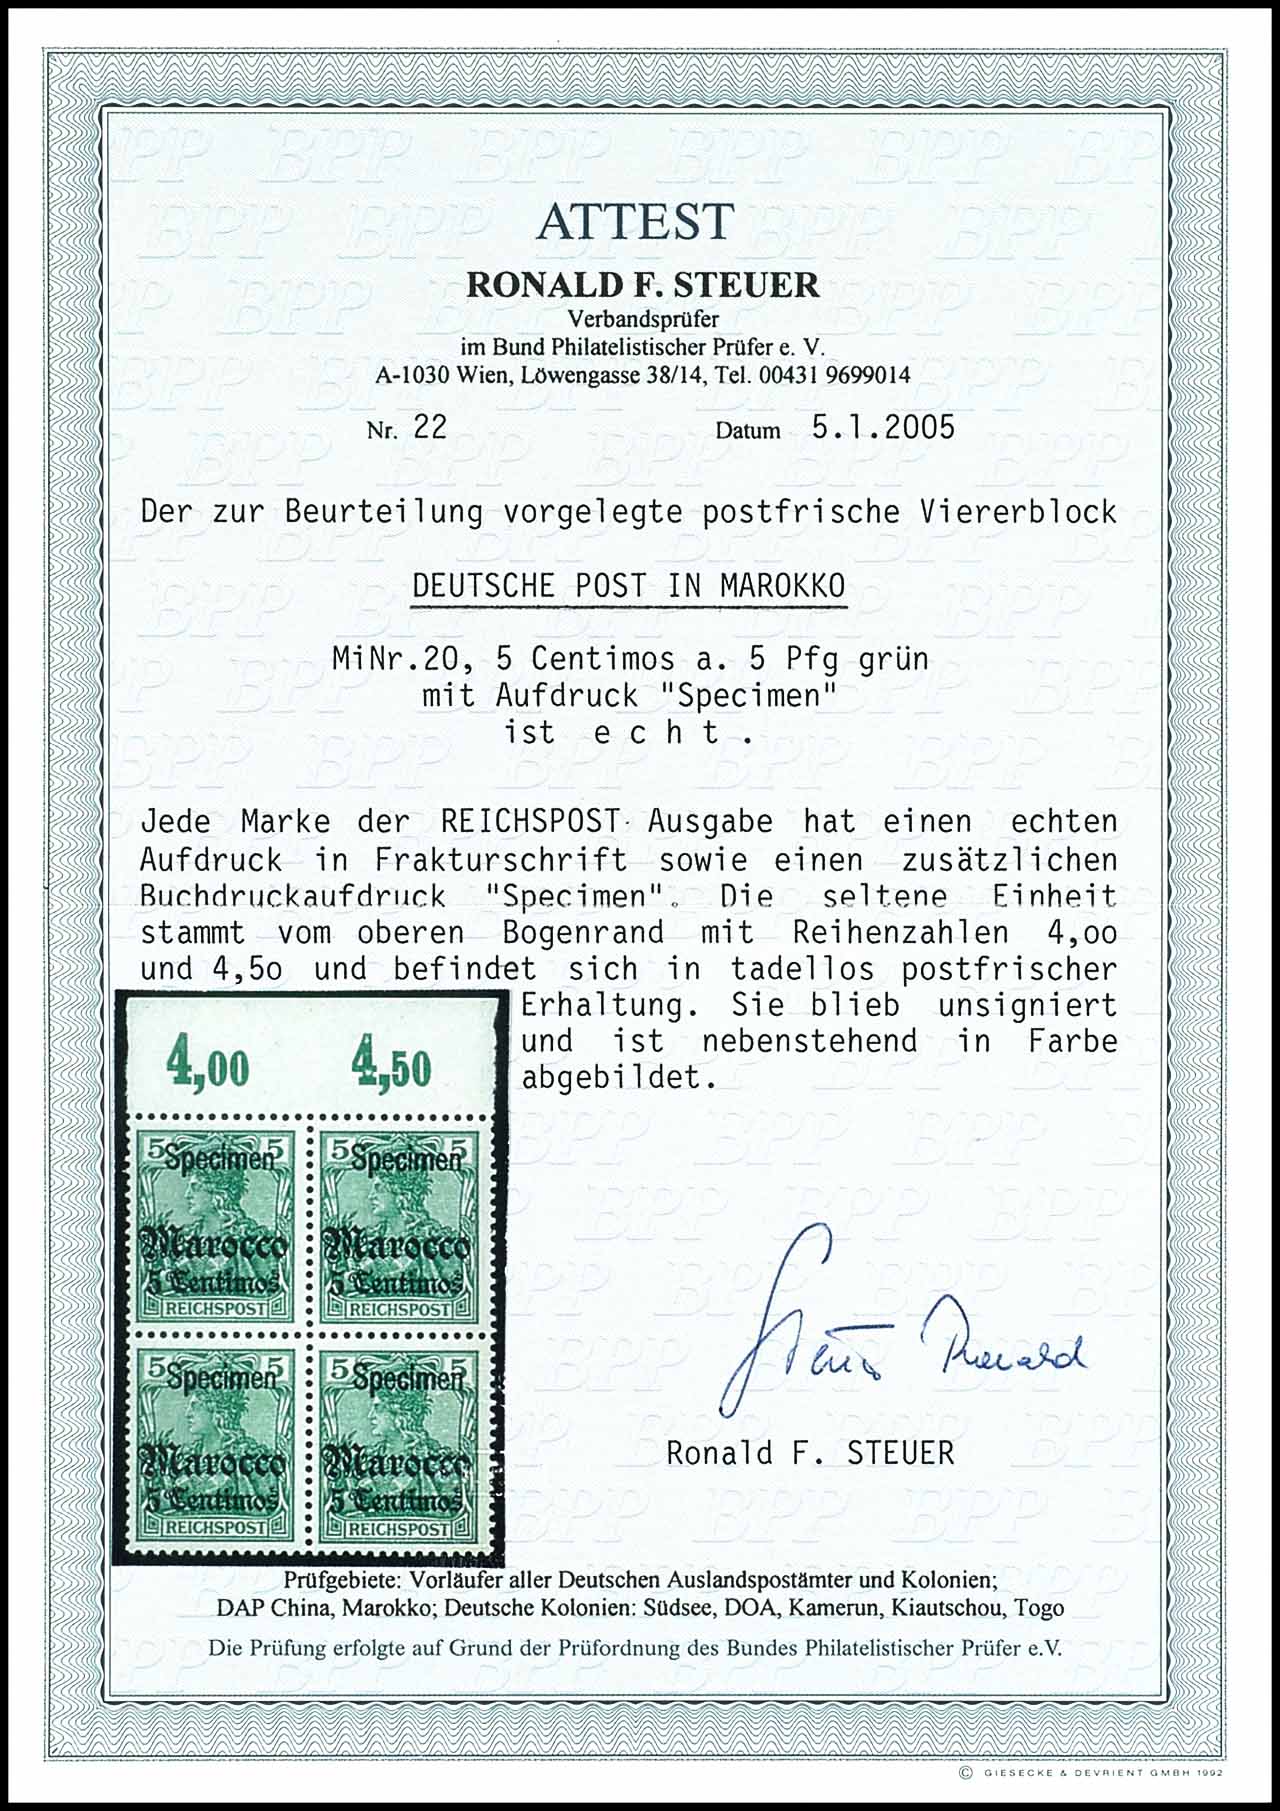 ATTEST
RONALD F. STEUER
Verbandsprüfer
im Bund Philatelistischer Prüfer e. V.
A-1030 Wien, Löwengasse 38/14, Tel. 00431 9699014
Nr. 22 Datum 5.1.2005
Der zur Beurteilung vorgelegte postfrische Viererblock
DEUTSCHE POST IN MAROKKO
MiNr.20, 5 Centimos a. 5 Pfg grün
mit Aufdruck "Specimen"
ist e c h t .
Jede Marke der REICHSPOST Ausgabe hat einen echten
Aufdruck in Frakturschrift sowie einen zusätzlichen
Buchdruckaufdruck "Specimen". Die seltene Einheit
stammt vom oberen Bogenrand mit Reihenzahlen 4,oo
und 4,5o und befindet sich in tadellos postfrischer
Erhaltung. Sie blieb unsigniert
und ist nebenstehend in Farbe
abgebildet.
4,00 4,50
5 5 5 5
Specimen Specimen
Marocco Marocco
5 Centimos 5 Centimos
REICHSPOST REICHSPOST
5 5 5 5
Specimen Specimen
Marocco Marocco
5 Centimos 5 Centimos
REICHSPOST REICHSPOST
Steuer Ronald
Ronald F. STEUER
Prüfgebiete: Vorläufer aller Deutschen Auslandspostämter und Kolonien;
DAP China, Marokko; Deutsche Kolonien: Südsee, DOA, Kamerun, Kiautschou, Togo
Die Prüfung erfolgte auf Grund der Prüfordnung des Bundes Philatelistischer Prüfer e.V.
© GIESECKE & DEVRIENT GMBH 1992